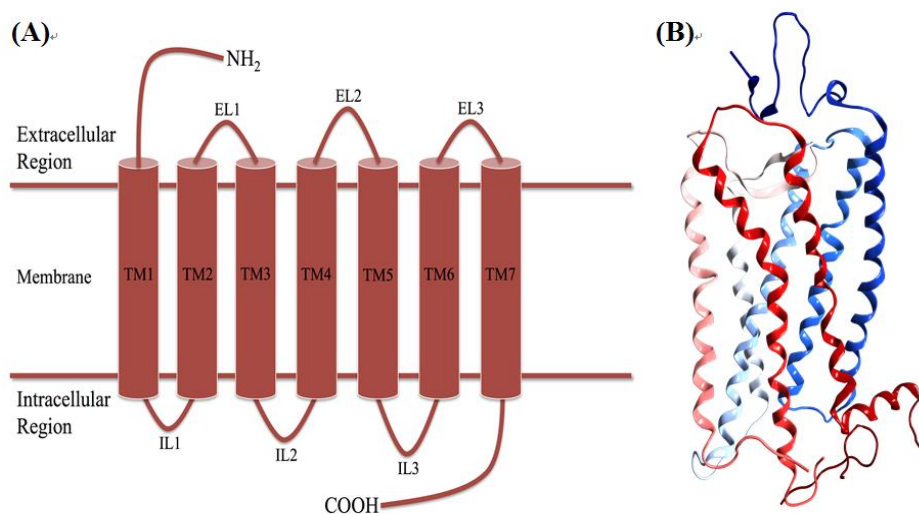 (A)
(B)
NH₂
EL1
EL2
EL3
Extracellular
Region
Membrane
TM1
TM2
TM3
TM4
TM5
TM6
TM7
Intracellular
Region
IL1
IL2
IL3
COOH